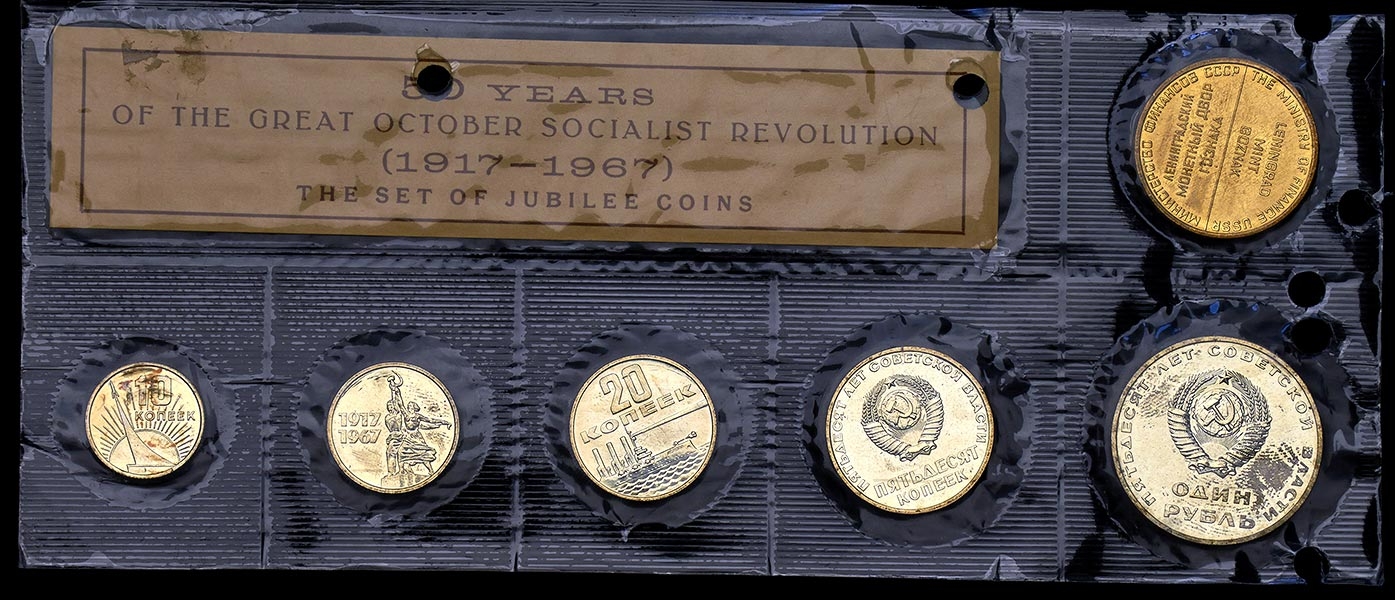 50 YEARS
OF THE GREAT OCTOBER SOCIALIST REVOLUTION
(1917–1967)
THE SET OF JUBILEE COINS
МИНИСТЕРСТВО ФИНАНСОВ СССР
ЛЕНИНГРАДСКИЙ
МОНЕТНЫЙ ДВОР
ГОЗНАКА
THE MINISTRY OF FINANCE USSR
LENINGRAD
MINT
GOZNAK
10
КОПЕЕК
1917
1967
20
КОПЕЕК
ПЯТЬДЕСЯТ ЛЕТ СОВЕТСКОЙ ВЛАСТИ
ПЯТЬДЕСЯТ
КОПЕЕК
ПЯТЬДЕСЯТ ЛЕТ СОВЕТСКОЙ ВЛАСТИ
ОДИН
РУБЛЬ